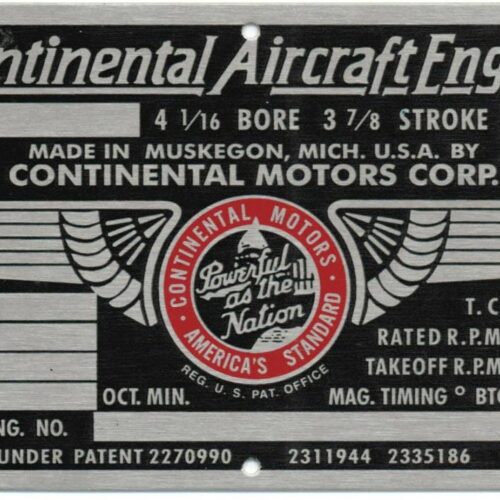 ntinental Aircraft Eng
4 1/16 BORE 3 7/8 STROKE
MADE IN MUSKEGON, MICH. U.S.A. BY
CONTINENTAL MOTORS CORP.
CONTINENTAL MOTORS
Powerful
as the
Nation
AMERICA'S STANDARD
REG. U. S. PAT. OFFICE
T. C
RATED R.P.M
TAKEOFF R.P.M
OCT. MIN. MAG. TIMING ° BTC
NG. NO.
UNDER PATENT 2270990 2311944 2335186